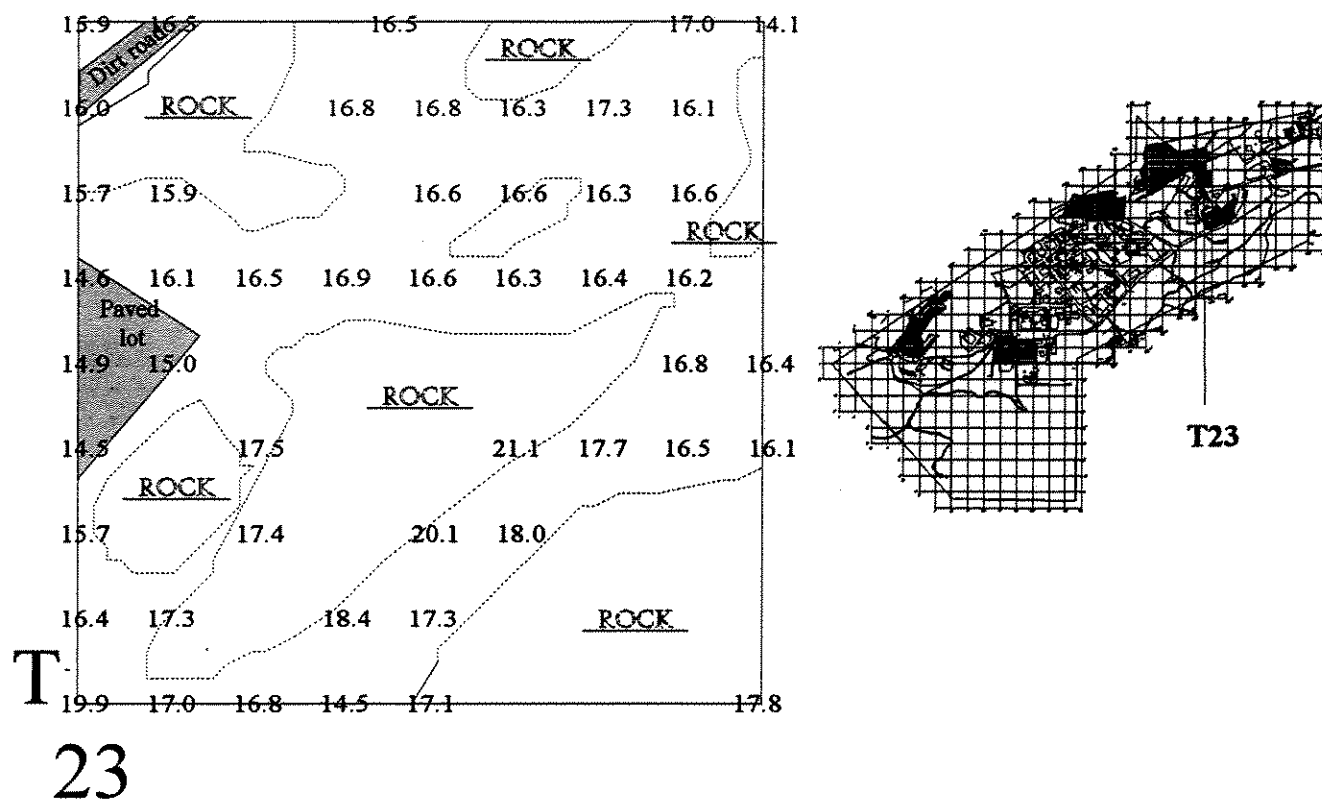 15.9 16.5 16.5 17.0 14.1
Dirt road
ROCK
16.0 ROCK 16.8 16.8 16.3 17.3 16.1
15.7 15.9 16.6 16.6 16.3 16.6
ROCK
14.6 16.1 16.5 16.9 16.6 16.3 16.4 16.2
Paved
lot
14.9 15.0 16.8 16.4
ROCK
14.5 17.5 21.1 17.7 16.5 16.1
ROCK
15.7 17.4 20.1 18.0
16.4 17.3 18.4 17.3 ROCK
19.9 17.0 16.8 14.5 17.1 17.8
T
23
T23